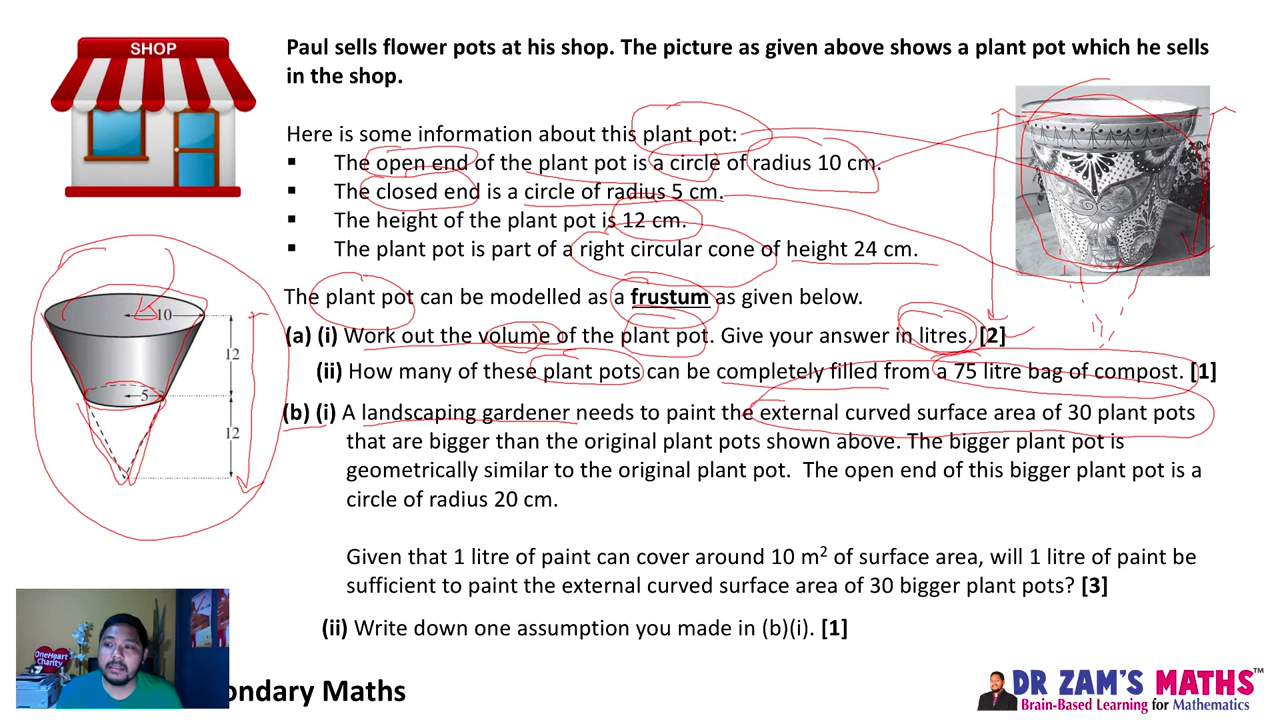 SHOP
Paul sells flower pots at his shop. The picture as given above shows a plant pot which he sells
in the shop.
Here is some information about this plant pot:
▪ The open end of the plant pot is a circle of radius 10 cm.
▪ The closed end is a circle of radius 5 cm.
▪ The height of the plant pot is 12 cm.
▪ The plant pot is part of a right circular cone of height 24 cm.
The plant pot can be modelled as a frustum as given below.
10
12
5
12
(a) (i) Work out the volume of the plant pot. Give your answer in litres. [2]
(ii) How many of these plant pots can be completely filled from a 75 litre bag of compost. [1]
(b) (i) A landscaping gardener needs to paint the external curved surface area of 30 plant pots
that are bigger than the original plant pots shown above. The bigger plant pot is
geometrically similar to the original plant pot. The open end of this bigger plant pot is a
circle of radius 20 cm.
Given that 1 litre of paint can cover around 10 m² of surface area, will 1 litre of paint be
sufficient to paint the external curved surface area of 30 bigger plant pots? [3]
(ii) Write down one assumption you made in (b)(i). [1]
OneHeart
Charity
ondary Maths
DR ZAM'S MATHS™
Brain-Based Learning for Mathematics